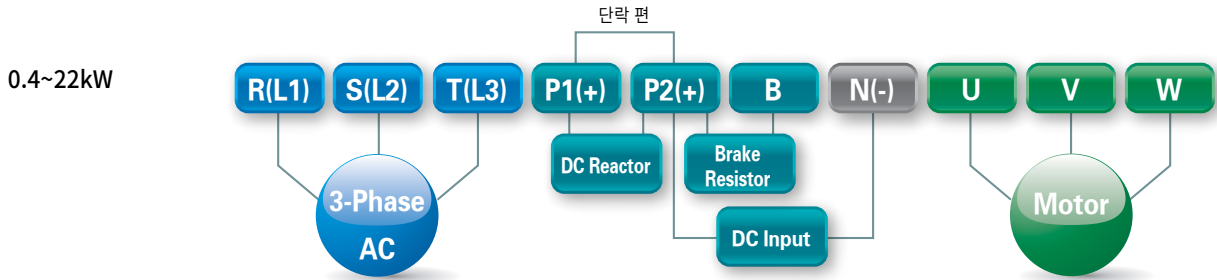 단락 편
0.4~22kW
R(L1) S(L2) T(L3) P1(+) P2(+) B N(-) U V W
DC Reactor
Brake
Resistor
3-Phase
AC
Motor
DC Input